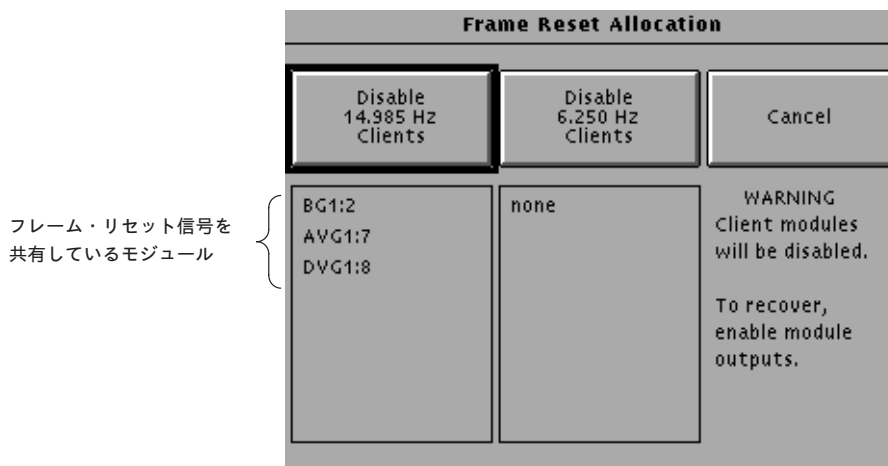 Frame Reset Allocation
Disable
14.985 Hz
Clients
Disable
6.250 Hz
Clients
Cancel
フレーム・リセット信号を
共有しているモジュール
BG1:2
AVG1:7
DVG1:8
none
WARNING
Client modules
will be disabled.
To recover,
enable module
outputs.